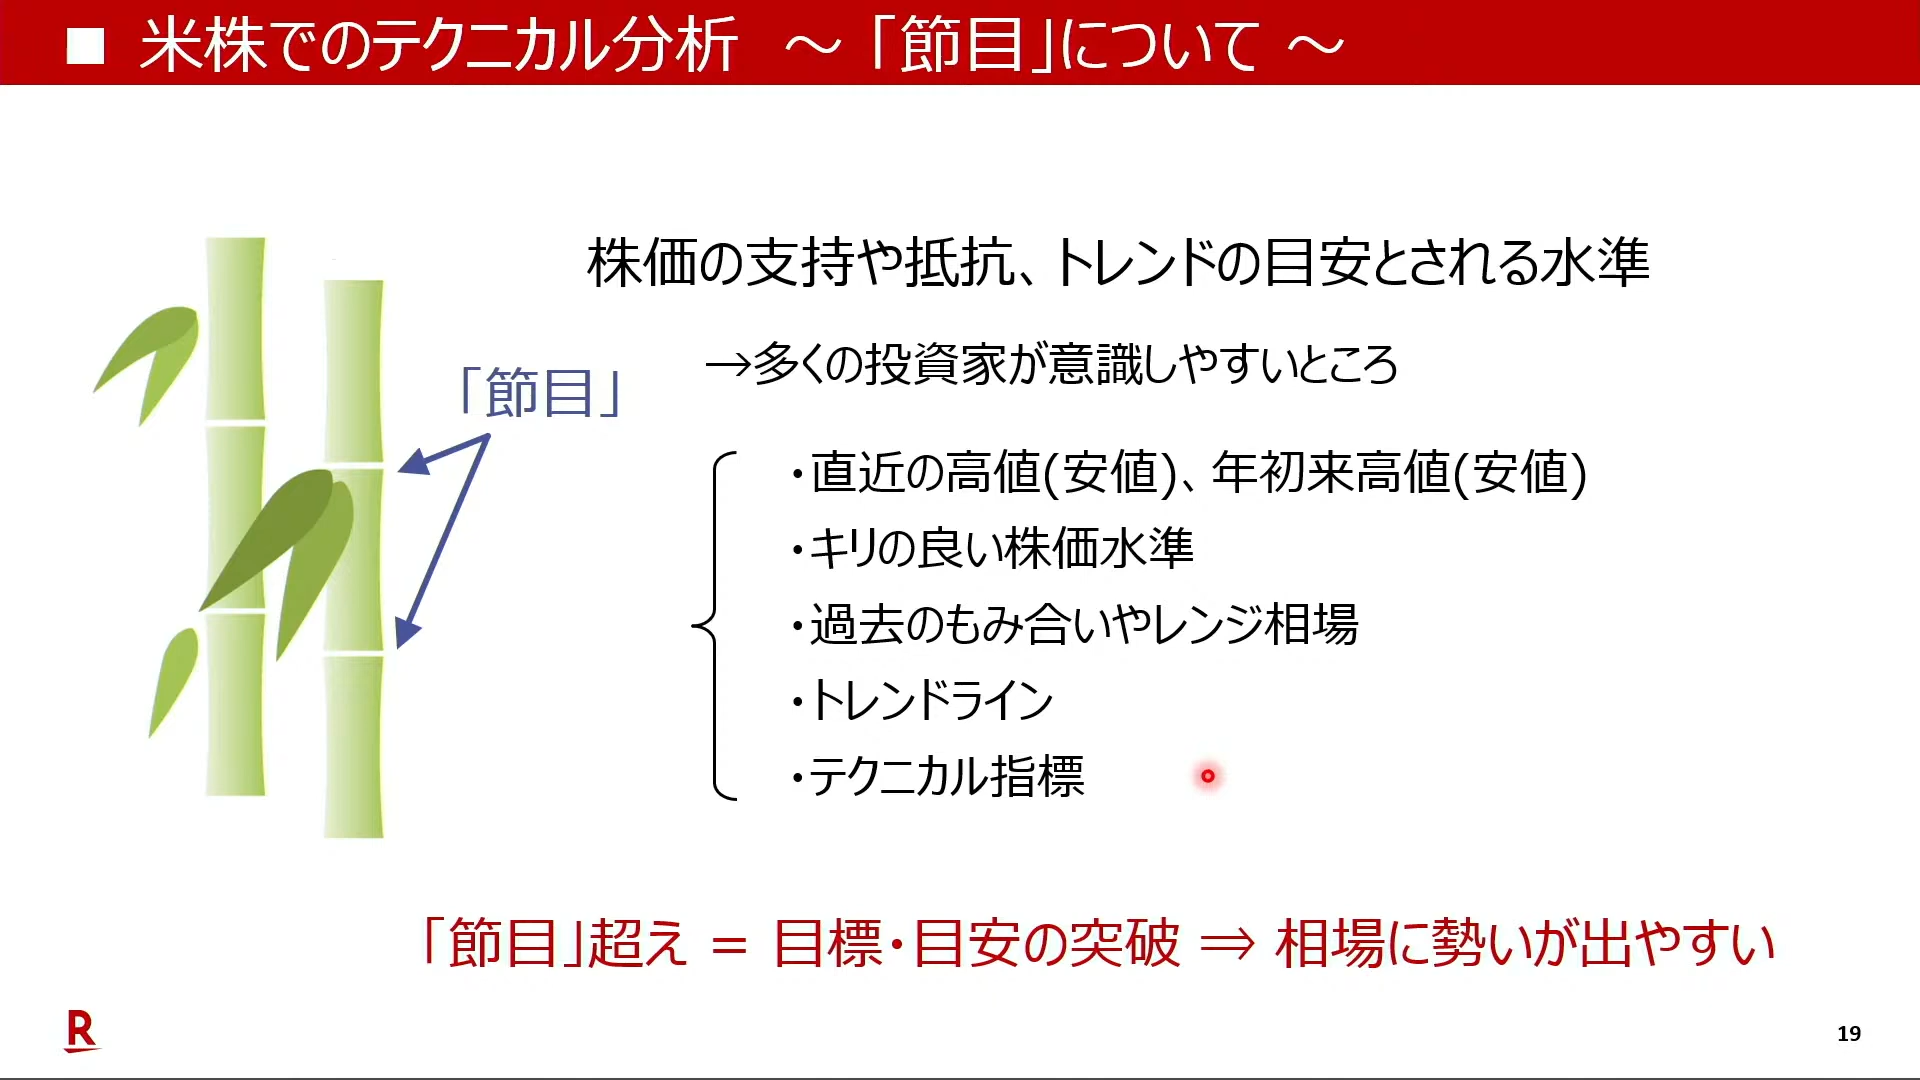 ■ 米株でのテクニカル分析 ～「節目」について～
株価の支持や抵抗、トレンドの目安とされる水準
→多くの投資家が意識しやすいところ
「節目」
・直近の高値(安値)、年初来高値(安値)
・キリの良い株価水準
・過去のもみ合いやレンジ相場
・トレンドライン
・テクニカル指標
「節目」超え = 目標・目安の突破 ⇒ 相場に勢いが出やすい
R
19